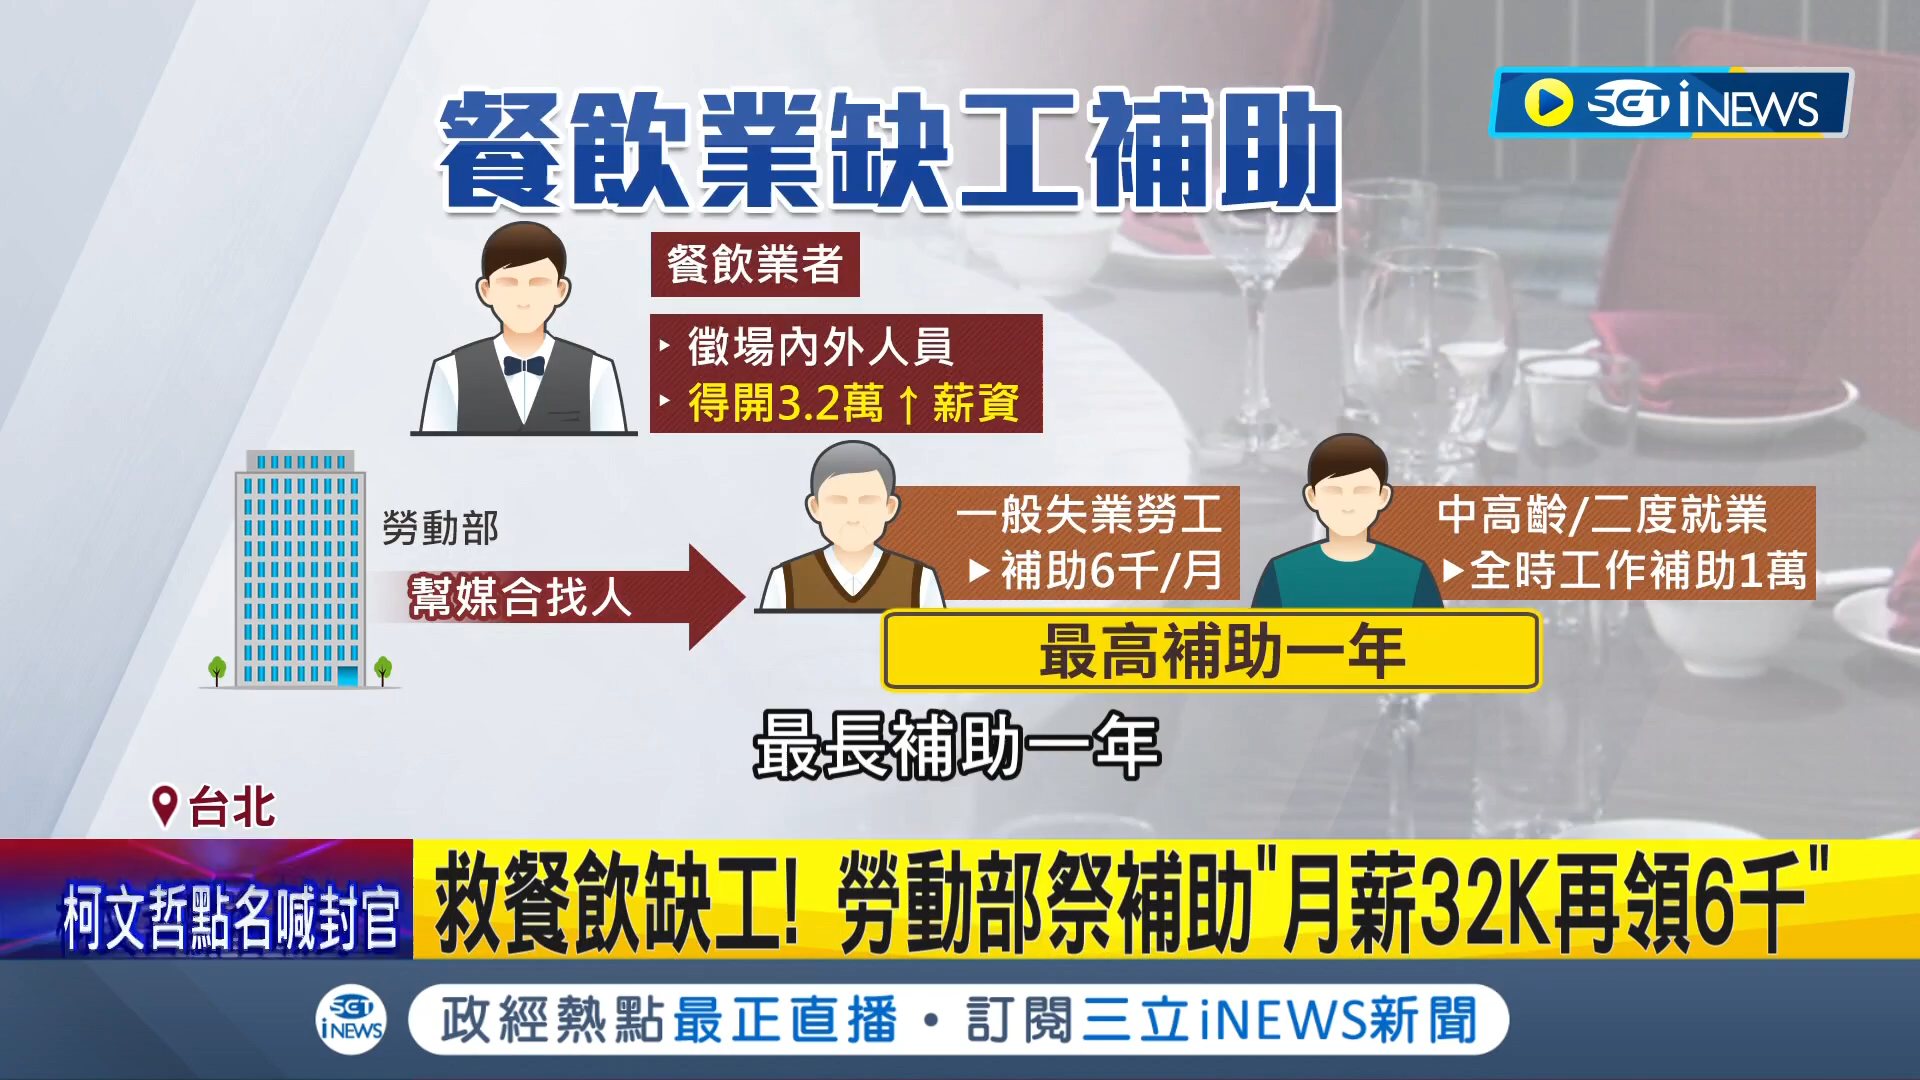 餐飲業缺工補助
SET iNEWS
餐飲業者
‣ 徵場內外人員
‣ 得開3.2萬↑薪資
勞動部
幫媒合找人
一般失業勞工
▶補助6千/月
中高齡/二度就業
▶全時工作補助1萬
最高補助一年
最長補助一年
台北
柯文哲點名喊封官
救餐飲缺工! 勞動部祭補助"月薪32K再領6千"
SET iNEWS
政經熱點最正直播・訂閱三立iNEWS新聞